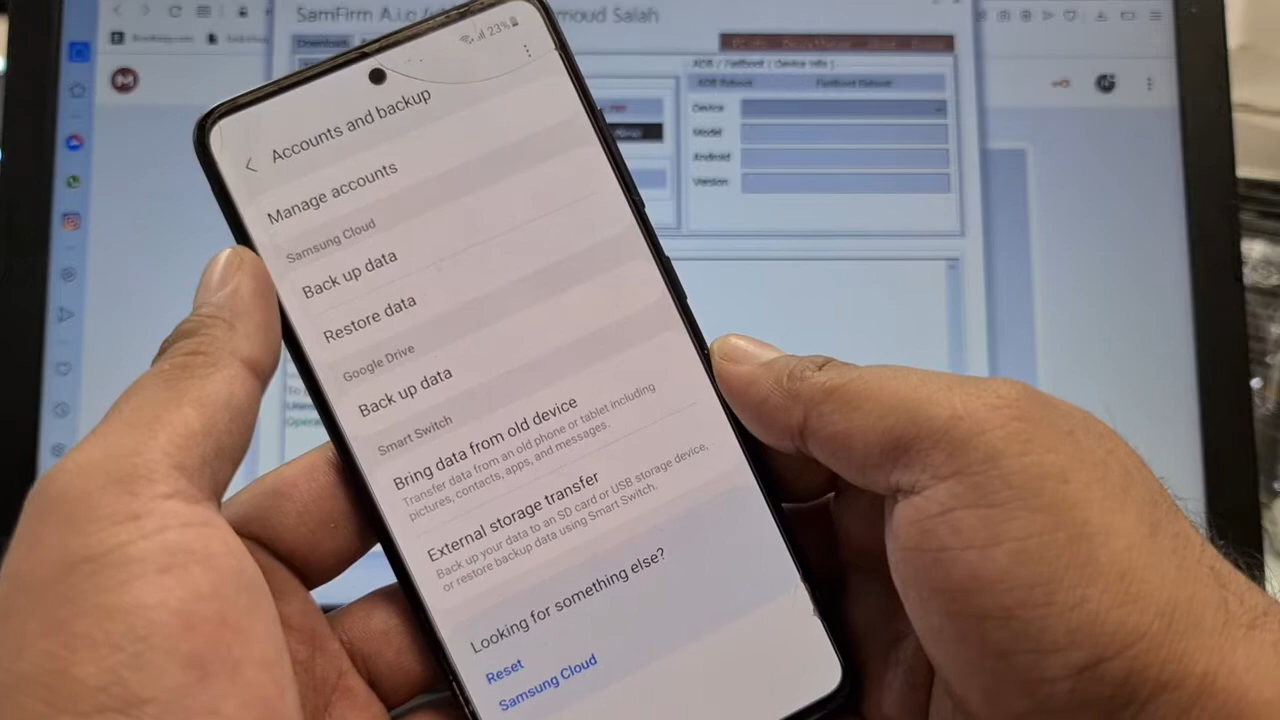 SamFirm A.i.o
moud Salah
ADB / Fastboot ( Device Info )
ADB Reboot
Fastboot Reboot
Device
Model
Android
Version
23%
Accounts and backup
Manage accounts
Samsung Cloud
Back up data
Restore data
Google Drive
Back up data
Smart Switch
Bring data from old device
Transfer data from an old phone or tablet including
pictures, contacts, apps, and messages.
External storage transfer
Back up your data to an SD card or USB storage device,
or restore backup data using Smart Switch.
Looking for something else?
Reset
Samsung Cloud